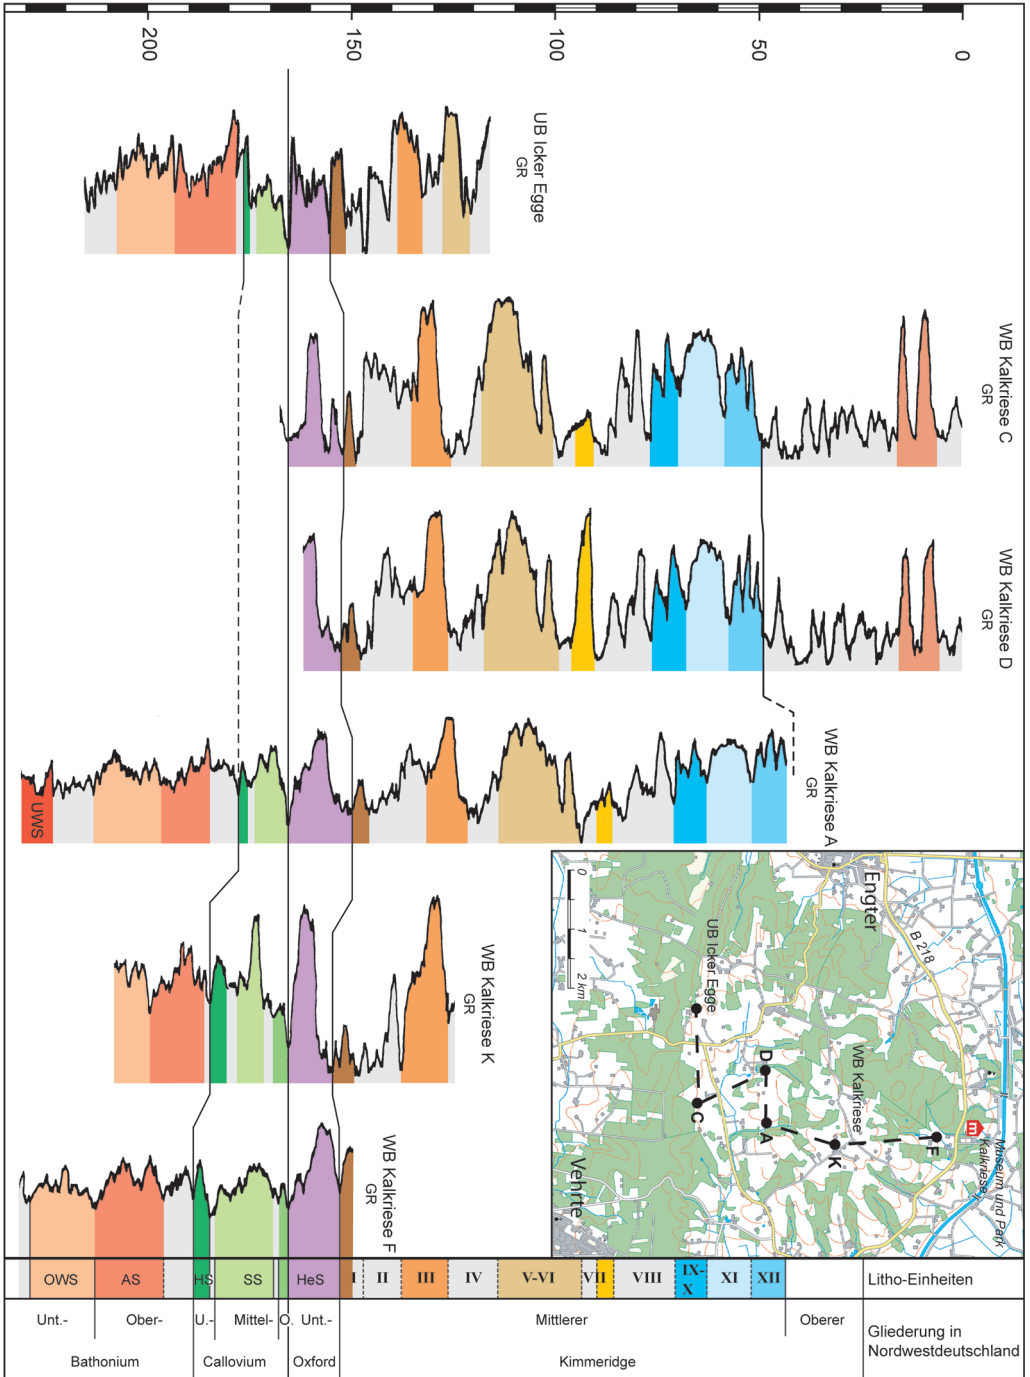 200
150
100
50
0
UB Icker Egge
GR
WB Kalkriese C
GR
WB Kalkriese D
GR
WB Kalkriese A
GR
WB Kalkriese K
GR
WB Kalkriese F
GR
UWS
Engter
B 218
UB Icker Egge
WB Kalkriese
Museum und Park
Kalkriese
m
Vehrte
D
C
A
K
F
0
1
2 km
OWS
AS
HS
SS
HeS
I
II
III
IV
V-VI
VII
VIII
IX-
X
XI
XII
Litho-Einheiten
Unt.-
Ober-
U.-
Mittel-
O.
Unt.-
Mittlerer
Oberer
Gliederung in
Nordwestdeutschland
Bathonium
Callovium
Oxford
Kimmeridge